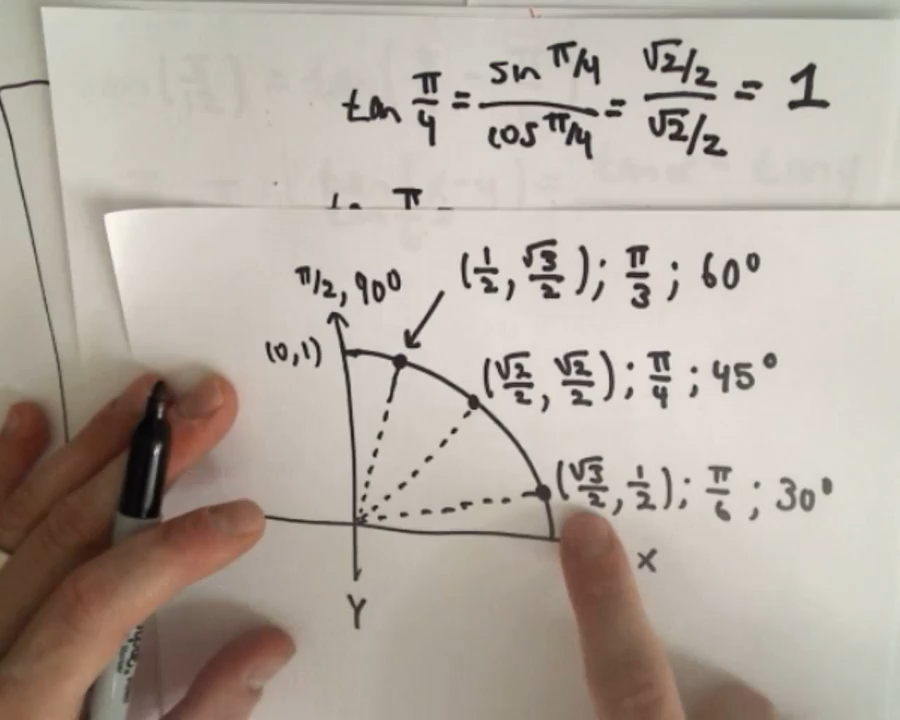 tan π/4 = sin π/4 / cos π/4 = √2/2 / √2/2 = 1
π/2, 90°
(1/2, √3/2); π/3; 60°
(0,1)
(√2/2, √2/2); π/4; 45°
(√3/2, 1/2); π/6; 30°
X
Y